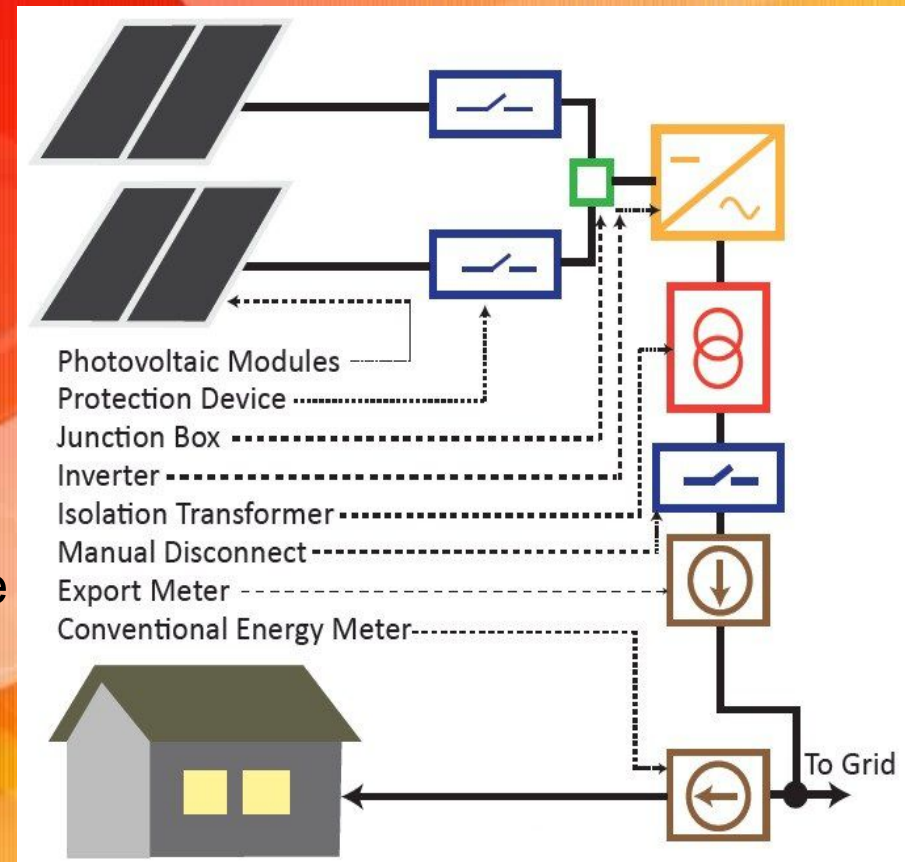 Photovoltaic Modules
Protection Device
Junction Box
Inverter
Isolation Transformer
Manual Disconnect
Export Meter
Conventional Energy Meter
To Grid
e